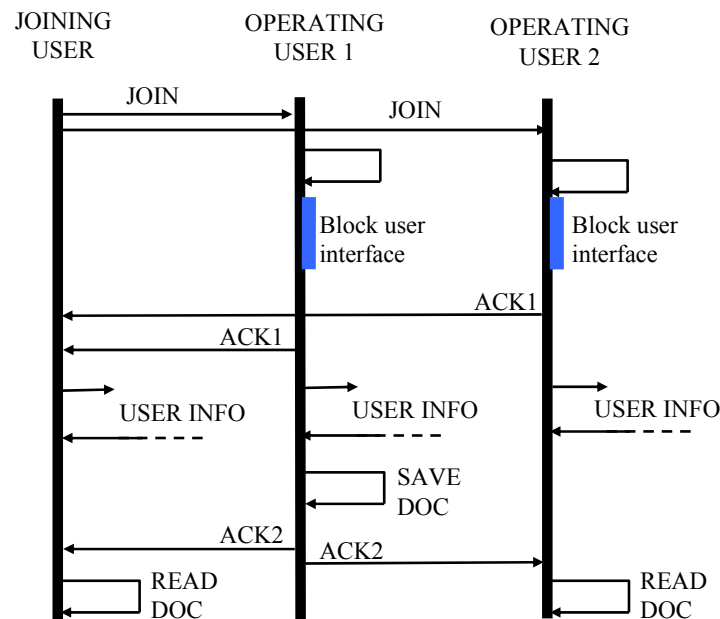 JOINING
USER
OPERATING
USER 1
OPERATING
USER 2
JOIN
JOIN
Block user
interface
Block user
interface
ACK1
ACK1
USER INFO
USER INFO
USER INFO
SAVE
DOC
ACK2
ACK2
READ
DOC
READ
DOC